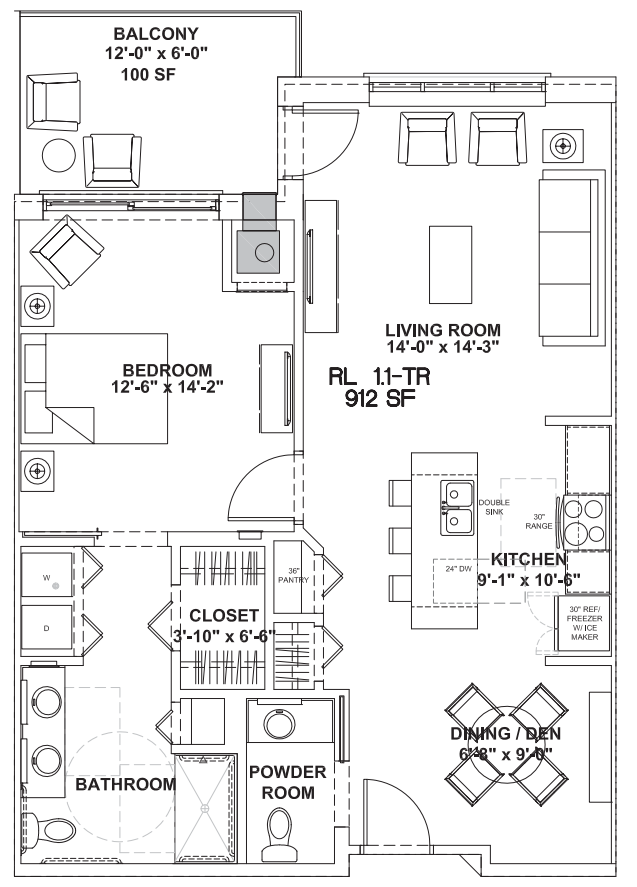 BALCONY
12'-0" x 6'-0"
100 SF
LIVING ROOM
14'-0" x 14'-3"
BEDROOM
12'-6" x 14'-2"
RL 1.1-TR
912 SF
DOUBLE
SINK
30"
RANGE
KITCHEN
9'-1" x 10'-6"
24" DW
36"
PANTRY
W
D
CLOSET
3'-10" x 6'-6"
30" REF/
FREEZER
W/ ICE
MAKER
DINING / DEN
6'-8" x 9'-0"
BATHROOM
POWDER
ROOM